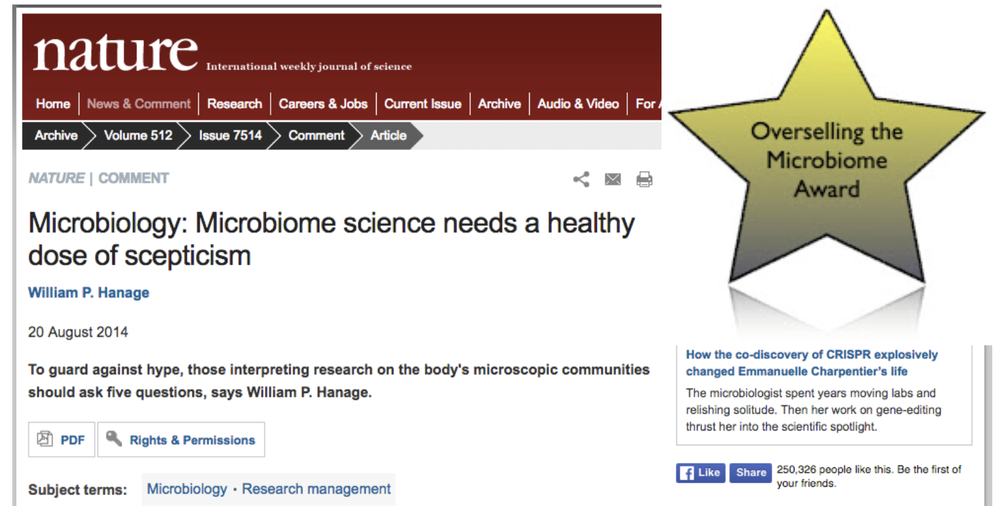 nature International weekly journal of science
Home News & Comment Research Careers & Jobs Current Issue Archive Audio & Video For
Archive Volume 512 Issue 7514 Comment Article
NATURE | COMMENT
Microbiology: Microbiome science needs a healthy
dose of scepticism
William P. Hanage
20 August 2014
To guard against hype, those interpreting research on the body's microscopic communities
should ask five questions, says William P. Hanage.
PDF Rights & Permissions
Subject terms: Microbiology · Research management
Overselling the
Microbiome
Award
How the co-discovery of CRISPR explosively
changed Emmanuelle Charpentier's life
The microbiologist spent years moving labs and
relishing solitude. Then her work on gene-editing
thrust her into the scientific spotlight.
Like Share 250,326 people like this. Be the first of
your friends.